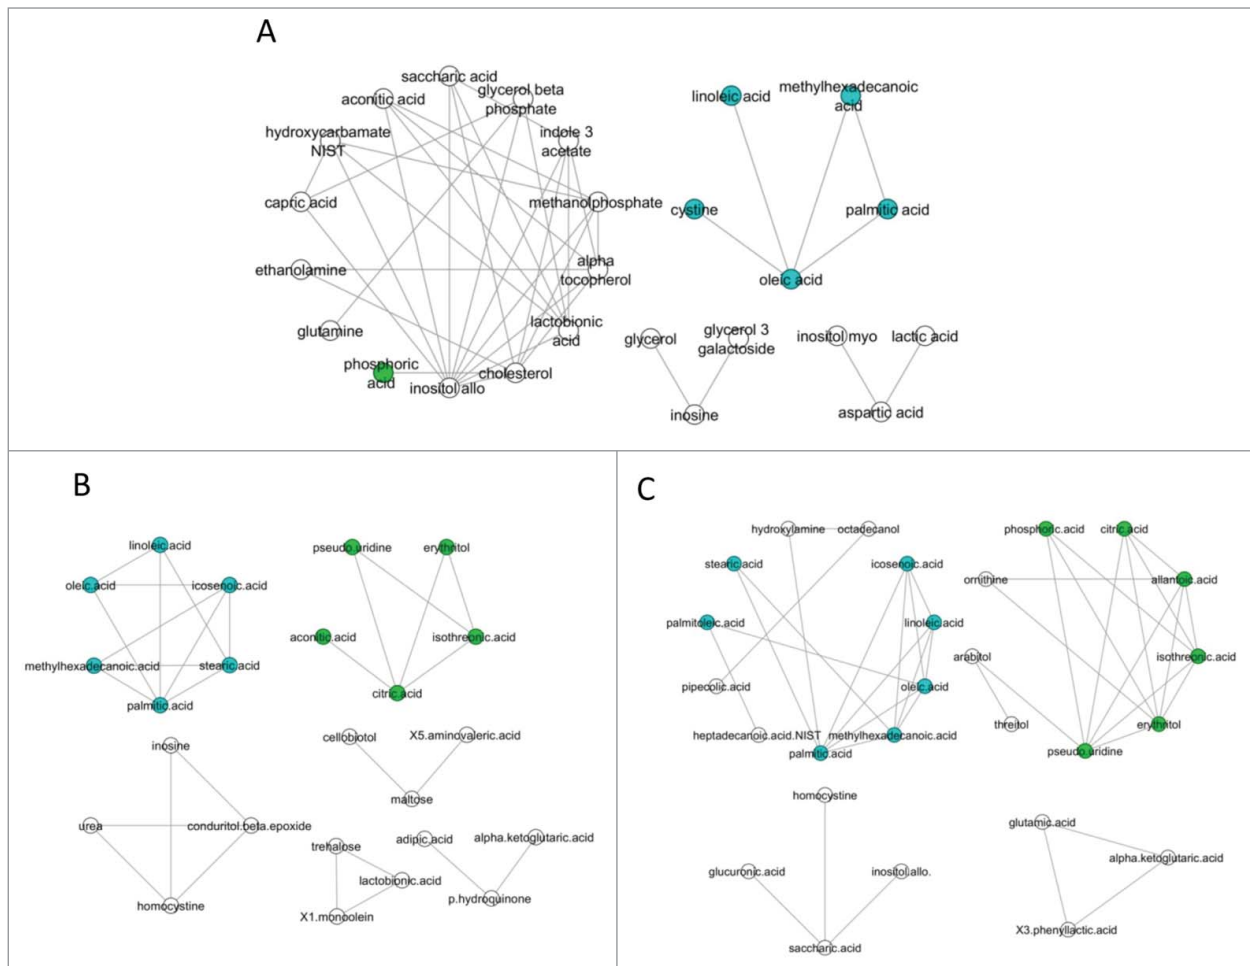 A
saccharic acid
glycerol beta
phosphate
aconitic acid
hydroxycarbamate
NIST
indole 3
acetate
capric acid
methanolphosphate
ethanolamine
alpha
tocopherol
glutamine
lactobionic
acid
phosphoric
acid
inositol allo
cholesterol
linoleic acid
methylhexadecanoic
acid
cystine
palmitic acid
oleic acid
glycerol
glycerol 3
galactoside
inosine
inositol myo
lactic acid
aspartic acid
B
linoleic.acid
oleic.acid
icosenoic.acid
methylhexadecanoic.acid
stearic.acid
palmitic.acid
pseudo.uridine
erythritol
aconitic.acid
isothreonic.acid
citric.acid
inosine
urea
conduritol.beta.epoxide
homocystine
cellobiotol
X5.aminovaleric.acid
maltose
trehalose
lactobionic.acid
X1.monoolein
adipic.acid
alpha.ketoglutaric.acid
p.hydroquinone
C
hydroxylamine
octadecanol
stearic.acid
icosenoic.acid
palmitoleic.acid
linoleic.acid
pipecolic.acid
oleic.acid
heptadecanoic.acid.NIST
methylhexadecanoic.acid
palmitic.acid
phosphoric.acid
citric.acid
ornithine
allantoic.acid
arabitol
isothreonic.acid
threitol
erythritol
pseudo.uridine
homocystine
glucuronic.acid
inositol.allo.
saccharic.acid
glutamic.acid
alpha.ketoglutaric.acid
X3.phenyllactic.acid